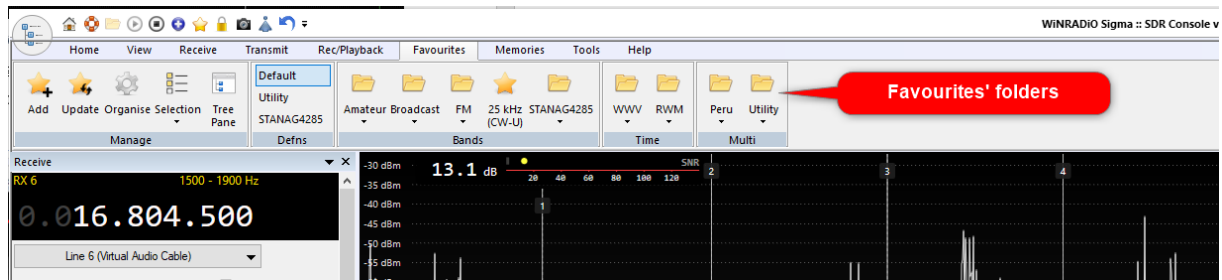 WiNRADiO Sigma :: SDR Console v
Home View Receive Transmit Rec/Playback Favourites Memories Tools Help
Add Update Organise Selection Tree Pane
Manage
Default
Utility
STANAG4285
Defns
Amateur Broadcast FM 25 kHz (CW-U) STANAG4285
Bands
WWV RWM
Time
Peru Utility
Multi
Favourites' folders
Receive
RX 6 1500 - 1900 Hz
0.016.804.500
Line 6 (Virtual Audio Cable)
-30 dBm
-35 dBm
-40 dBm
-45 dBm
-50 dBm
-55 dBm
13.1 dB
SNR
20 40 60 80 100 120
1
2
3
4